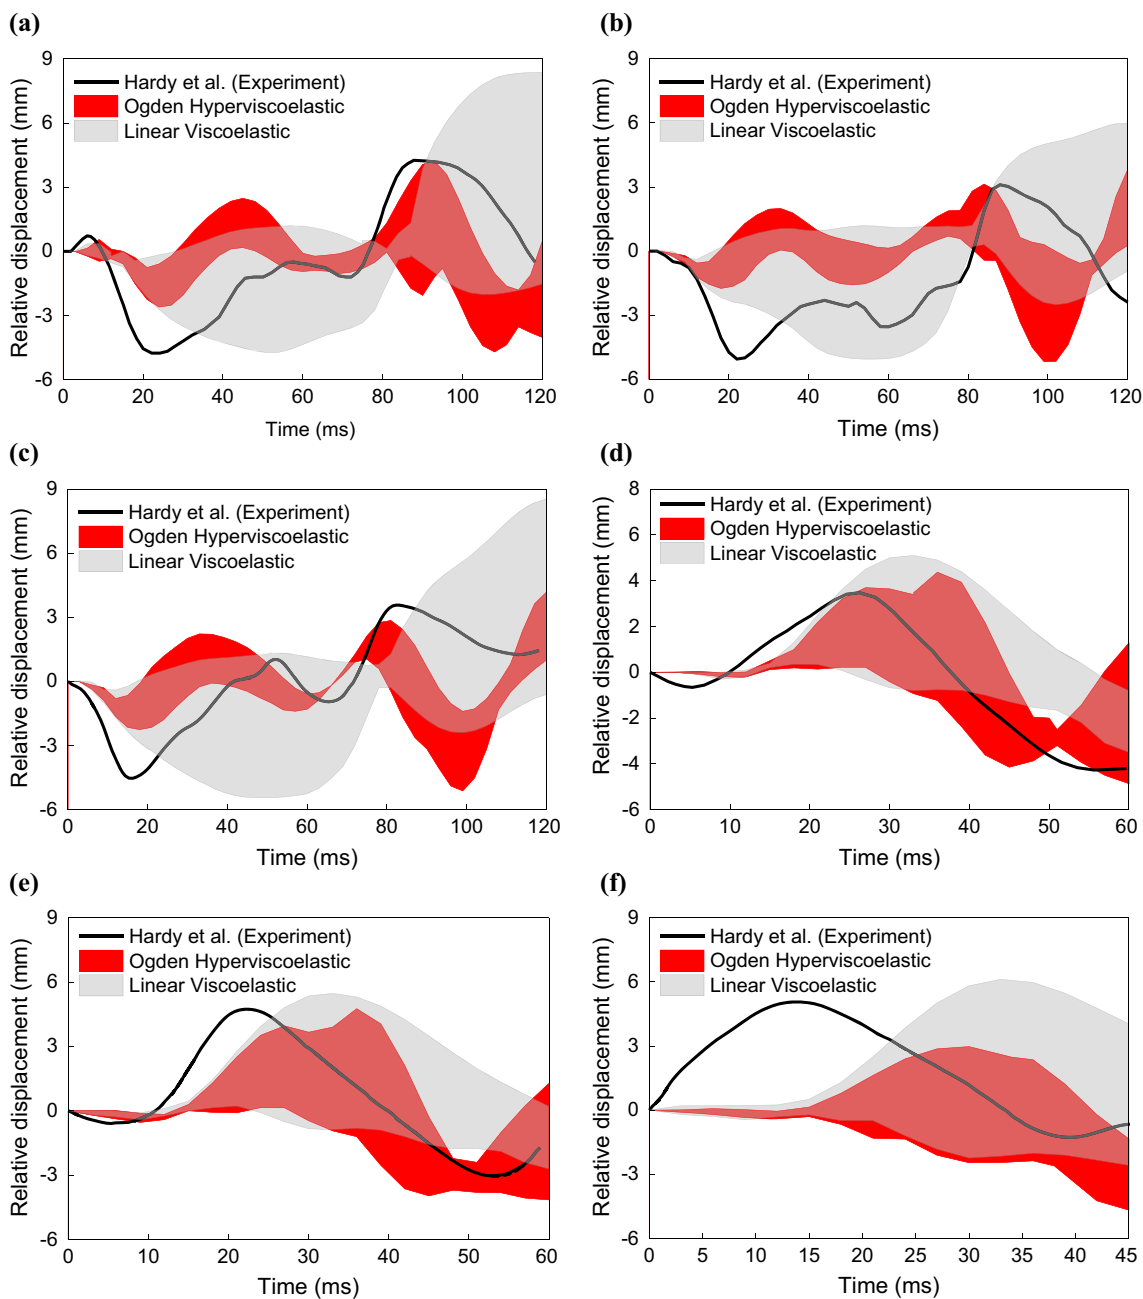 (a)
Relative displacement (mm)
9
6
3
0
-3
-6
Hardy et al. (Experiment)
Ogden Hyperviscoelastic
Linear Viscoelastic
0 20 40 60 80 100 120
Time (ms)
(b)
Relative displacement (mm)
9
6
3
0
-3
-6
Hardy et al. (Experiment)
Ogden Hyperviscoelastic
Linear Viscoelastic
0 20 40 60 80 100 120
Time (ms)
(c)
Relative displacement (mm)
9
6
3
0
-3
-6
Hardy et al. (Experiment)
Ogden Hyperviscoelastic
Linear Viscoelastic
0 20 40 60 80 100 120
Time (ms)
(d)
Relative displacement (mm)
8
6
4
2
0
-2
-4
-6
Hardy et al. (Experiment)
Ogden Hyperviscoelastic
Linear Viscoelastic
0 10 20 30 40 50 60
Time (ms)
(e)
Relative displacement (mm)
9
6
3
0
-3
-6
Hardy et al. (Experiment)
Ogden Hyperviscoelastic
Linear Viscoelastic
0 10 20 30 40 50 60
Time (ms)
(f)
Relative displacement (mm)
9
6
3
0
-3
-6
Hardy et al. (Experiment)
Ogden Hyperviscoelastic
Linear Viscoelastic
0 5 10 15 20 25 30 35 40 45
Time (ms)